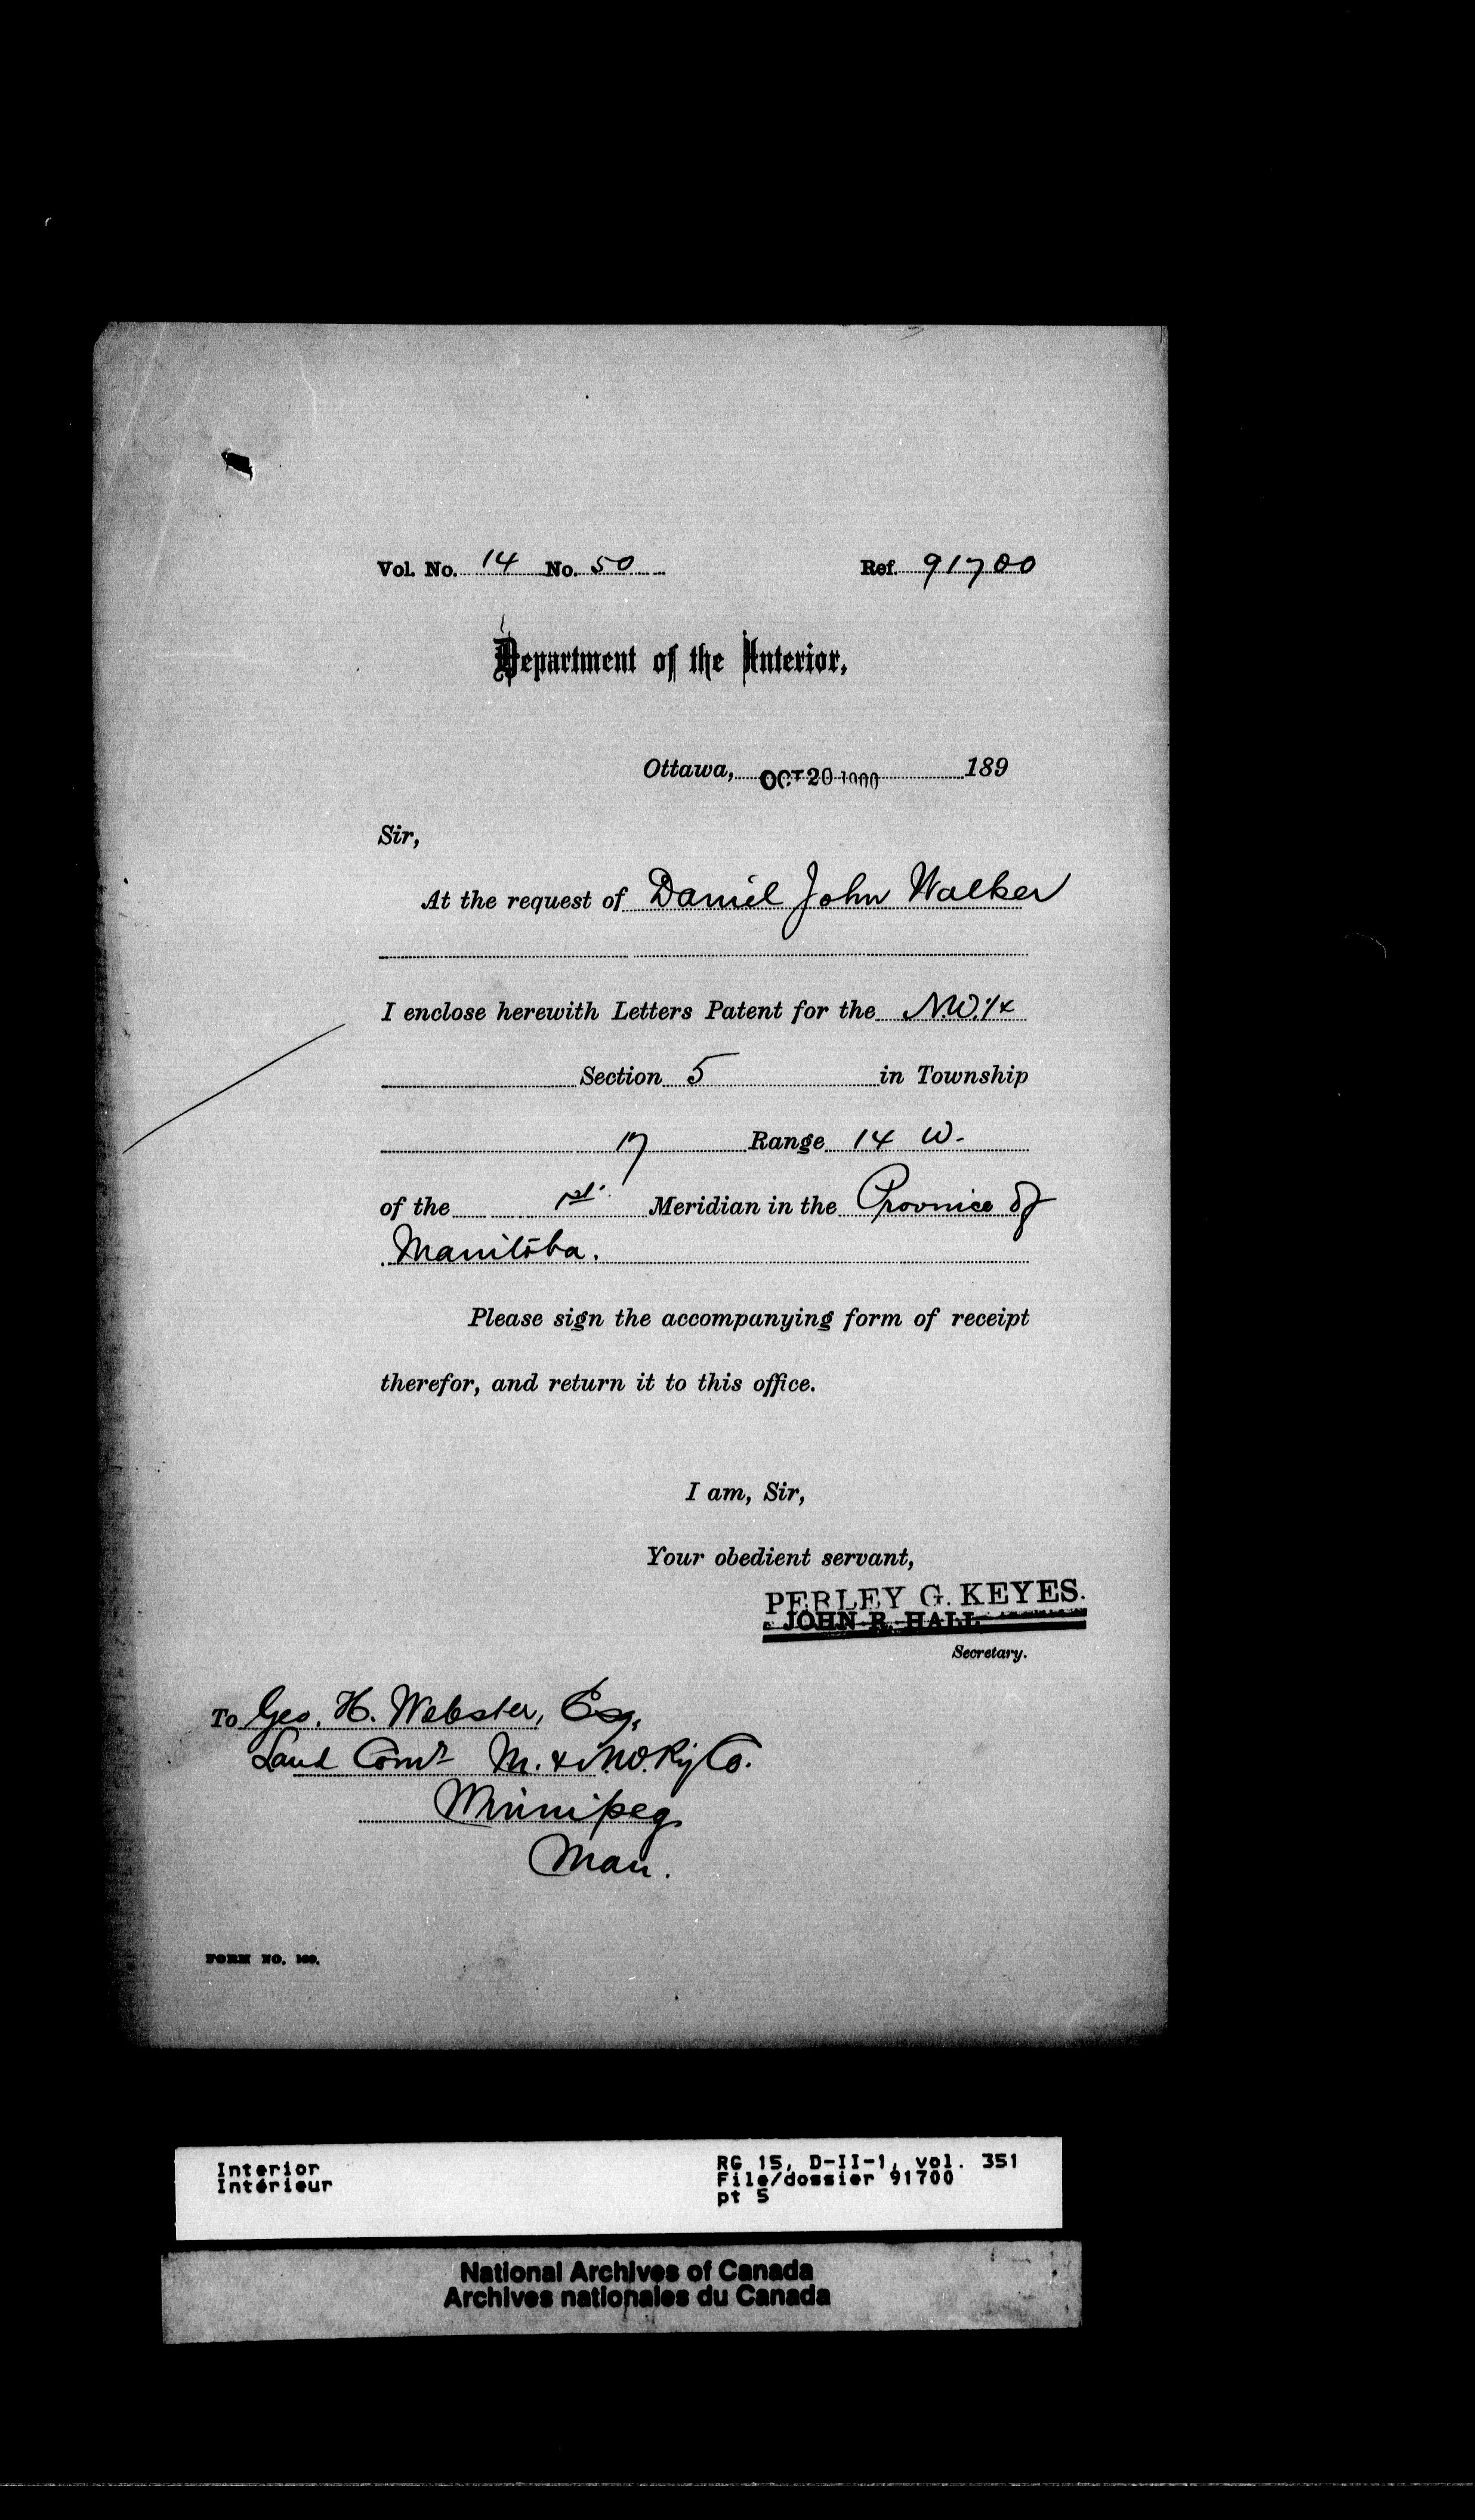 Vol. No. 14 No. 50 Ref. 91700
Department of the Interior,
Ottawa, OCT 20 1900 189
Sir,
At the request of Daniel John Walker
I enclose herewith Letters Patent for the N.W. 1/4
Section 5 in Township
17 Range 14 W.
of the 1st Meridian in the Province of
Manitoba.
Please sign the accompanying form of receipt
therefor, and return it to this office.
I am, Sir,
Your obedient servant,
PERLEY G. KEYES.
JOHN R. HALL
Secretary.
To Geo. H. Webster, Esq.
Land Comr M. & N.W. Ry Co.
Winnipeg
Man.
FORM NO. 169.
Interior RG 15, D-II-1, vol. 351
Intérieur File/dossier 91700
pt 5
National Archives of Canada
Archives nationales du Canada